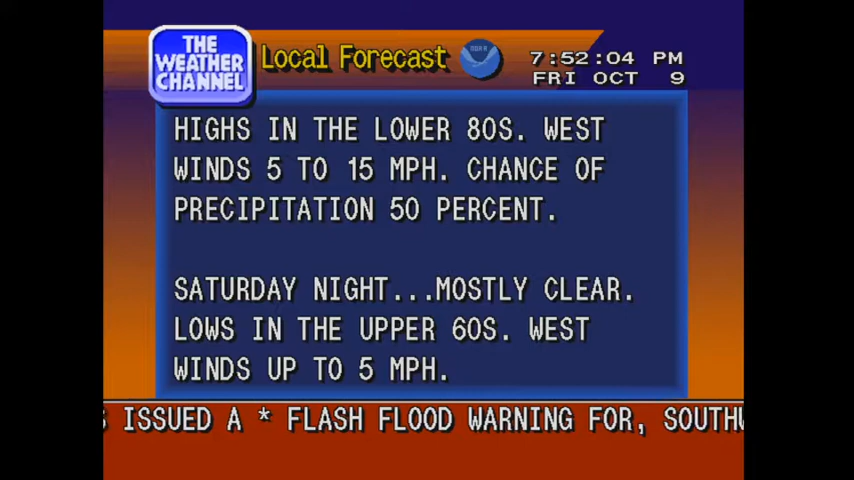 THE
WEATHER
CHANNEL
Local Forecast
NOAA
7:52:04 PM
FRI OCT 9
HIGHS IN THE LOWER 80S. WEST
WINDS 5 TO 15 MPH. CHANCE OF
PRECIPITATION 50 PERCENT.
SATURDAY NIGHT...MOSTLY CLEAR.
LOWS IN THE UPPER 60S. WEST
WINDS UP TO 5 MPH.
S ISSUED A * FLASH FLOOD WARNING FOR, SOUTHW